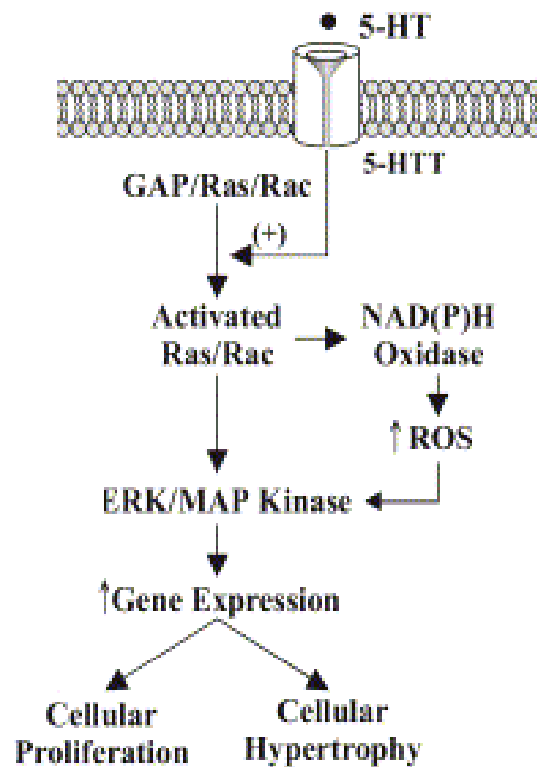 5-HT
5-HTT
GAP/Ras/Rac
(+)
Activated
Ras/Rac
NAD(P)H
Oxidase
↑ROS
ERK/MAP Kinase
↑Gene Expression
Cellular
Proliferation
Cellular
Hypertrophy